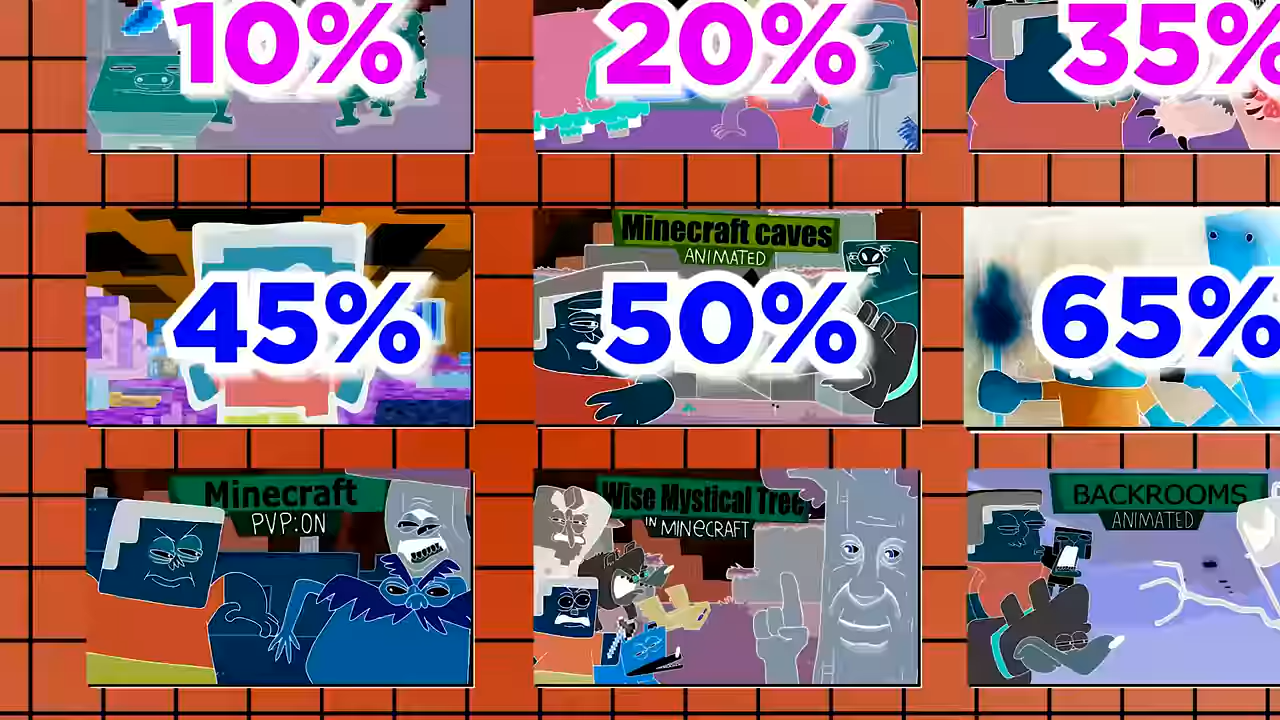 10%
20%
35%
45%
Minecraft caves
ANIMATED
50%
65%
Minecraft
PVP:ON
Wise Mystical Tree
IN MINECRAFT
BACKROOMS
ANIMATED